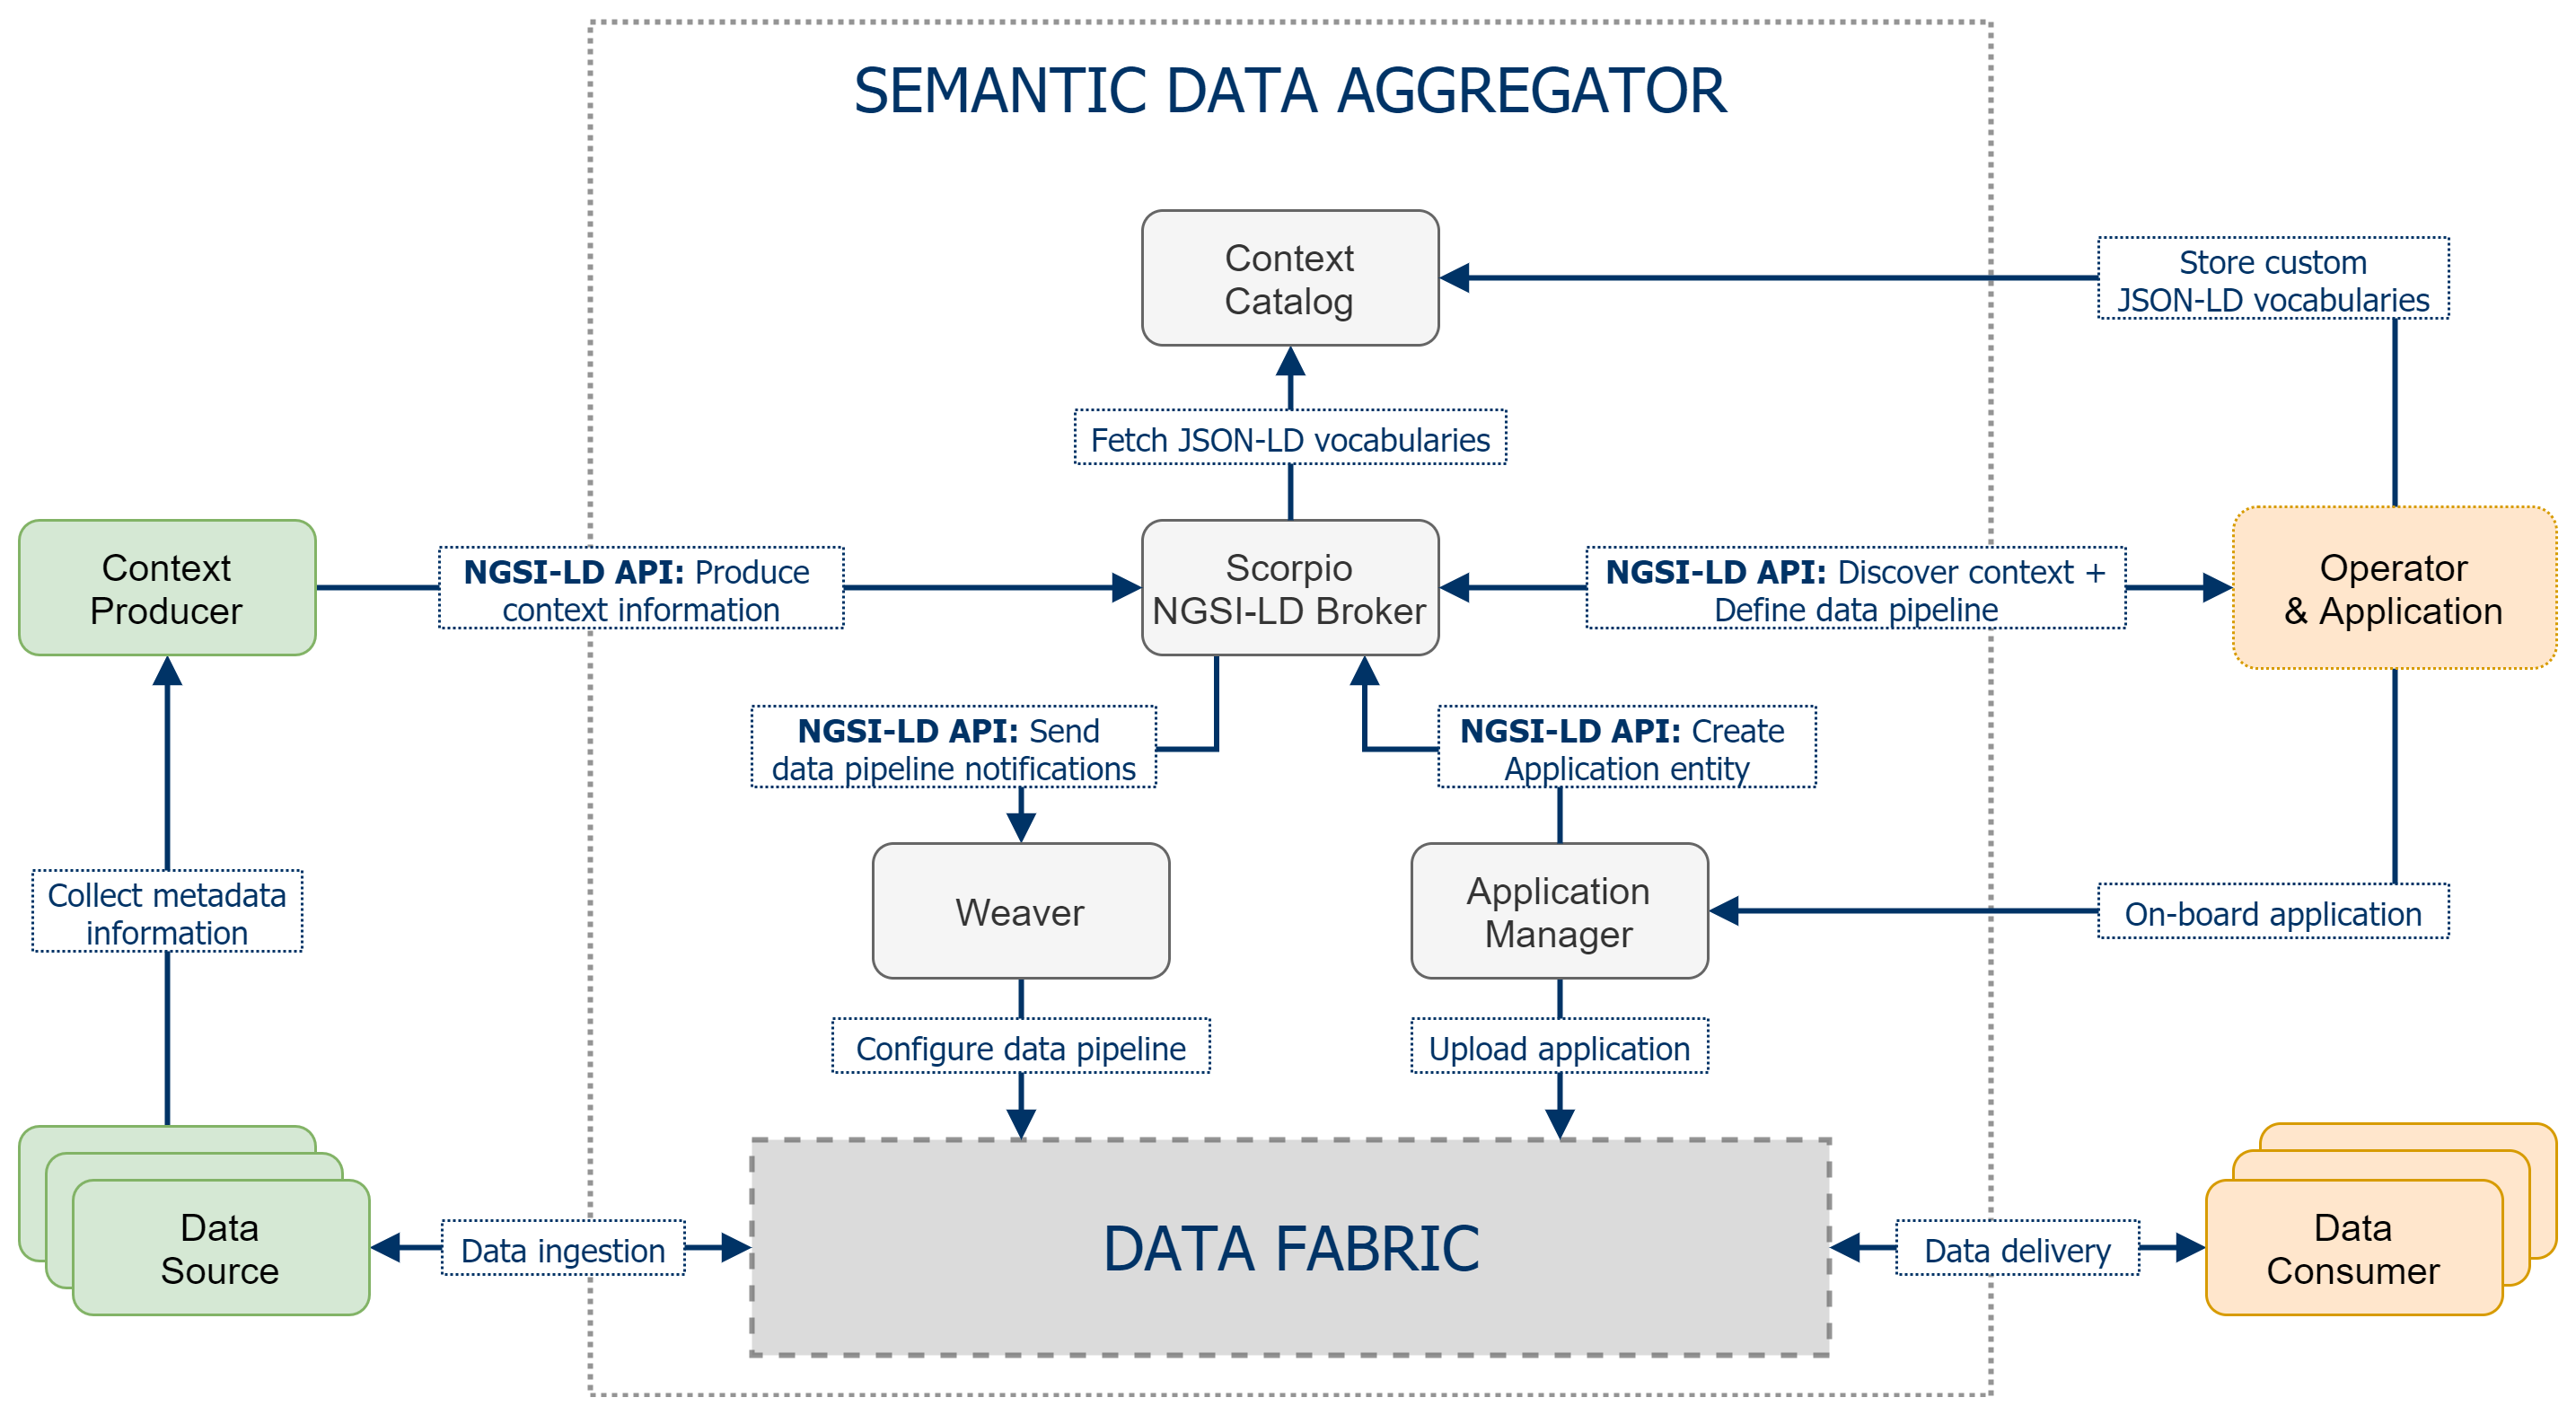 SEMANTIC DATA AGGREGATOR
Context
Catalog
Store custom
JSON-LD vocabularies
Fetch JSON-LD vocabularies
Context
Producer
NGSI-LD API: Produce
context information
Scorpio
NGSI-LD Broker
NGSI-LD API: Discover context +
Define data pipeline
Operator
& Application
NGSI-LD API: Send
data pipeline notifications
NGSI-LD API: Create
Application entity
Collect metadata
information
Weaver
Application
Manager
On-board application
Configure data pipeline
Upload application
Data
Source
Data ingestion
DATA FABRIC
Data delivery
Data
Consumer